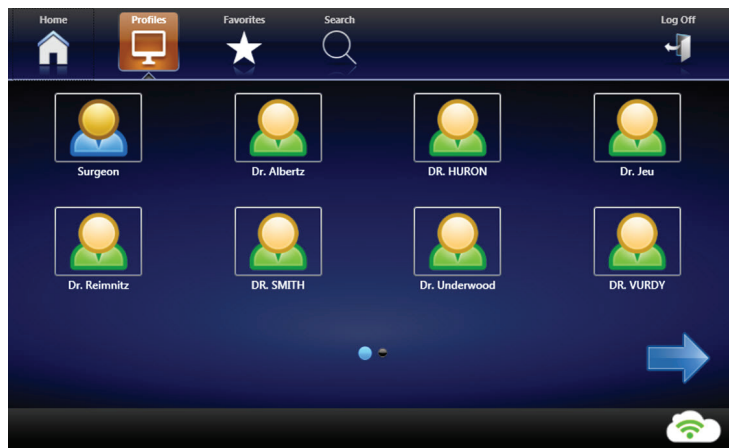 Home Profiles Favorites Search Log Off
Surgeon Dr. Albertz DR. HURON Dr. Jeu
Dr. Reimnitz DR. SMITH Dr. Underwood DR. VURDY